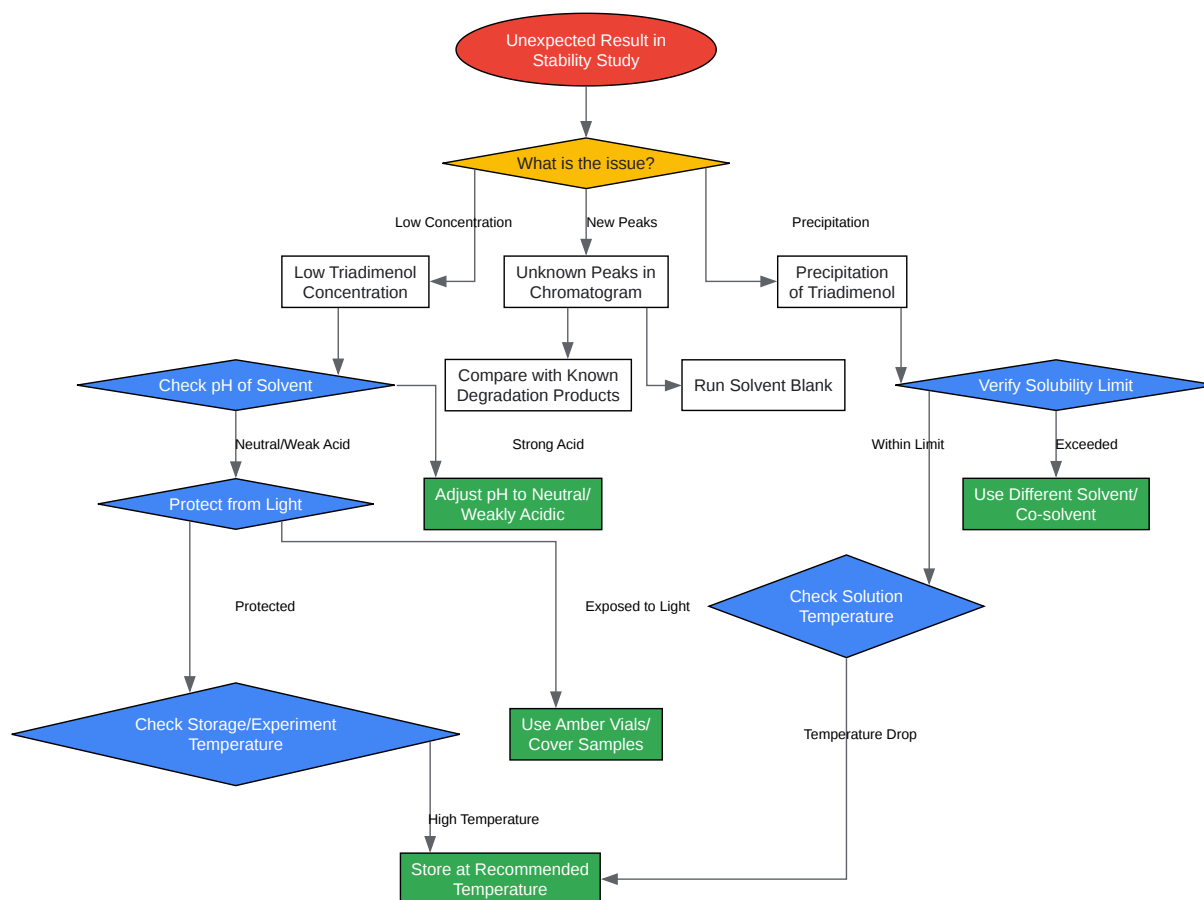 Unexpected Result in
Stability Study
What is the issue?
Low Concentration
New Peaks
Precipitation
Low Triadimenol
Concentration
Unknown Peaks in
Chromatogram
Precipitation
of Triadimenol
Check pH of Solvent
Compare with Known
Degradation Products
Run Solvent Blank
Verify Solubility Limit
Neutral/Weak Acid
Strong Acid
Within Limit
Exceeded
Protect from Light
Adjust pH to Neutral/
Weakly Acidic
Use Different Solvent/
Co-solvent
Protected
Exposed to Light
Check Solution
Temperature
Check Storage/Experiment
Temperature
Use Amber Vials/
Cover Samples
Temperature Drop
High Temperature
Store at Recommended
Temperature